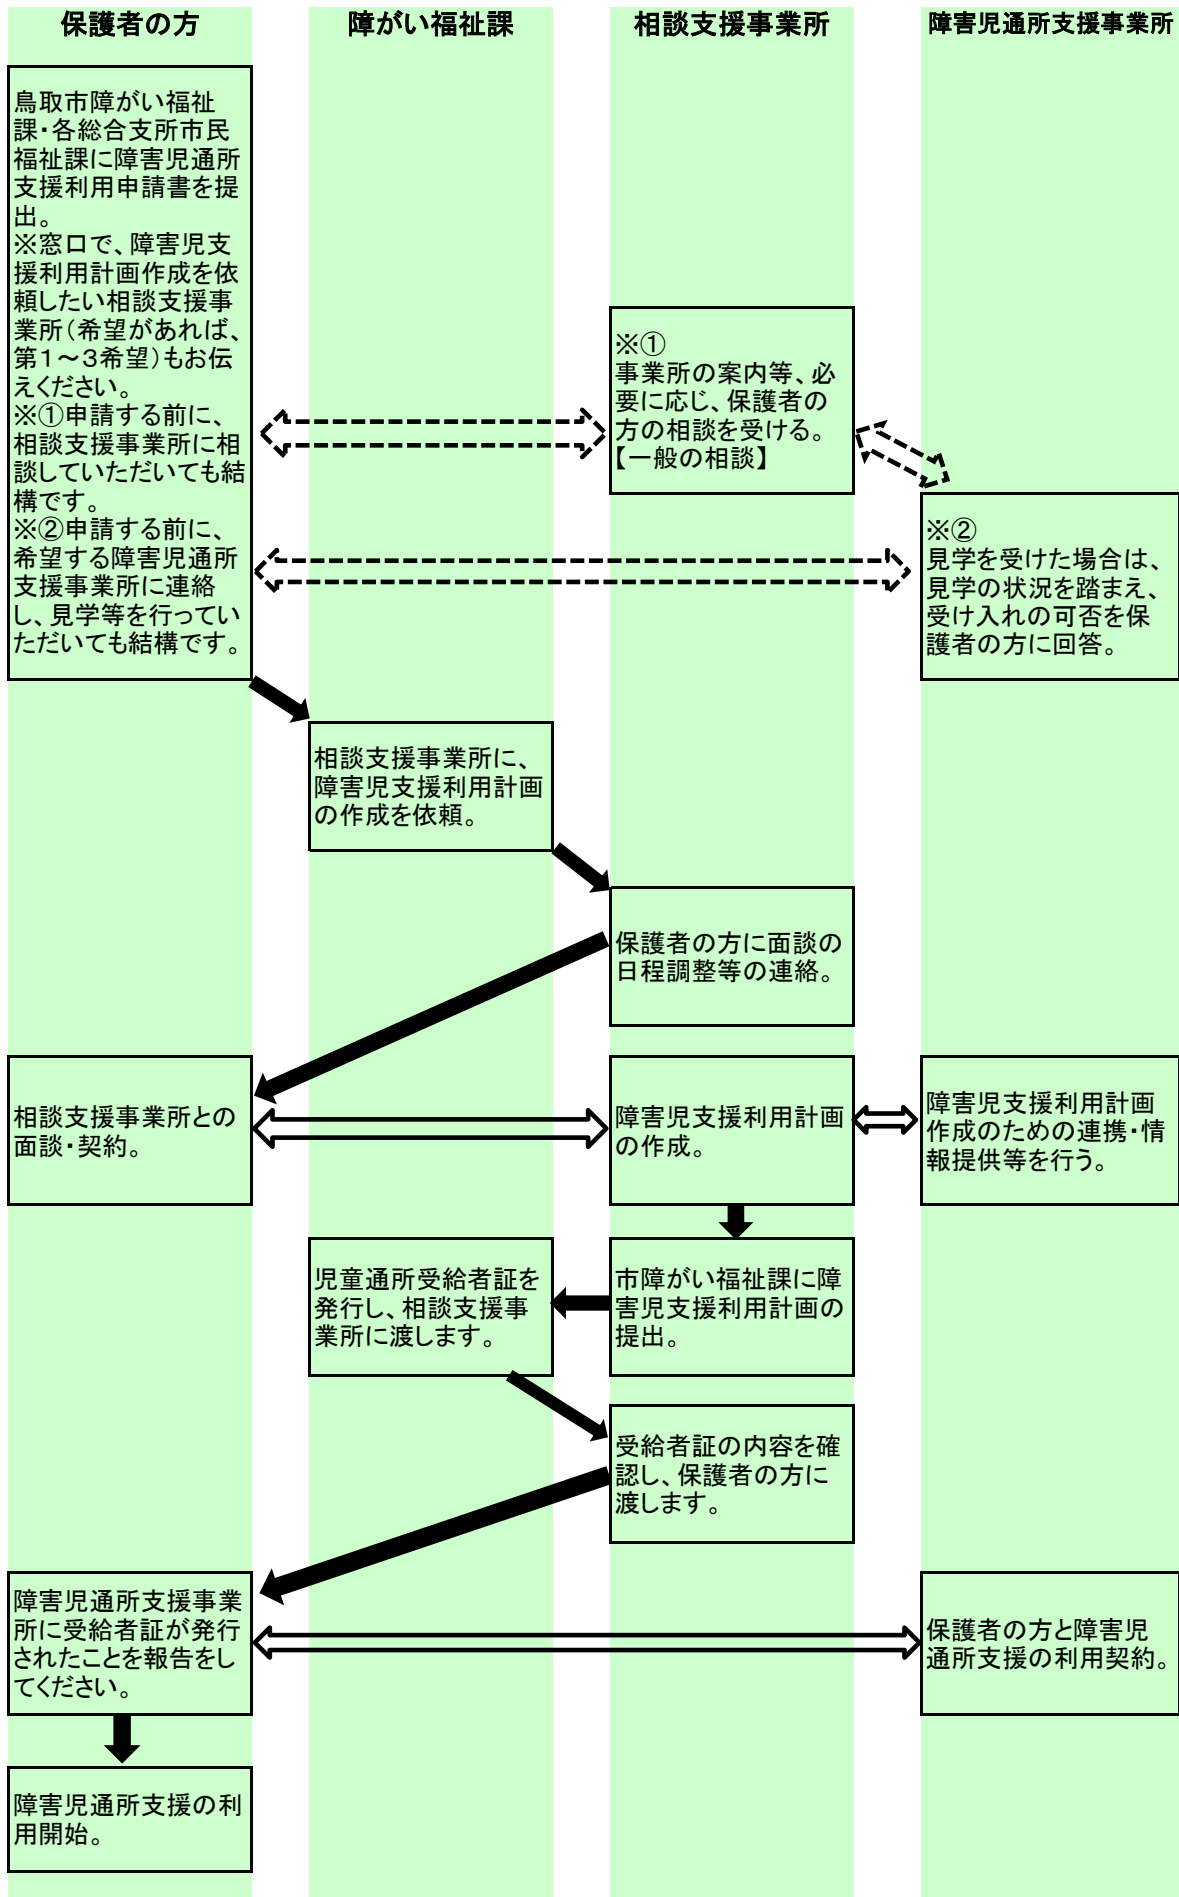 保護者の方
障がい福祉課
相談支援事業所
障害児通所支援事業所
鳥取市障がい福祉
課・各総合支所市民
福祉課に障害児通所
支援利用申請書を提
出。
※窓口で、障害児支
援利用計画作成を依
頼したい相談支援事
業所（希望があれば、
第１～３希望）もお伝
えください。
※①申請する前に、
相談支援事業所に相
談していただいても結
構です。
※②申請する前に、
希望する障害児通所
支援事業所に連絡
し、見学等を行ってい
ただいても結構です。
※①
事業所の案内等、必
要に応じ、保護者の
方の相談を受ける。
【一般の相談】
※②
見学を受けた場合は、
見学の状況を踏まえ、
受け入れの可否を保
護者の方に回答。
相談支援事業所に、
障害児支援利用計画
の作成を依頼。
保護者の方に面談の
日程調整等の連絡。
相談支援事業所との
面談・契約。
障害児支援利用計画
の作成。
障害児支援利用計画
作成のための連携・情
報提供等を行う。
児童通所受給者証を
発行し、相談支援事
業所に渡します。
市障がい福祉課に障
害児支援利用計画の
提出。
受給者証の内容を確
認し、保護者の方に
渡します。
障害児通所支援事業
所に受給者証が発行
されたことを報告をし
てください。
保護者の方と障害児
通所支援の利用契約。
障害児通所支援の利
用開始。